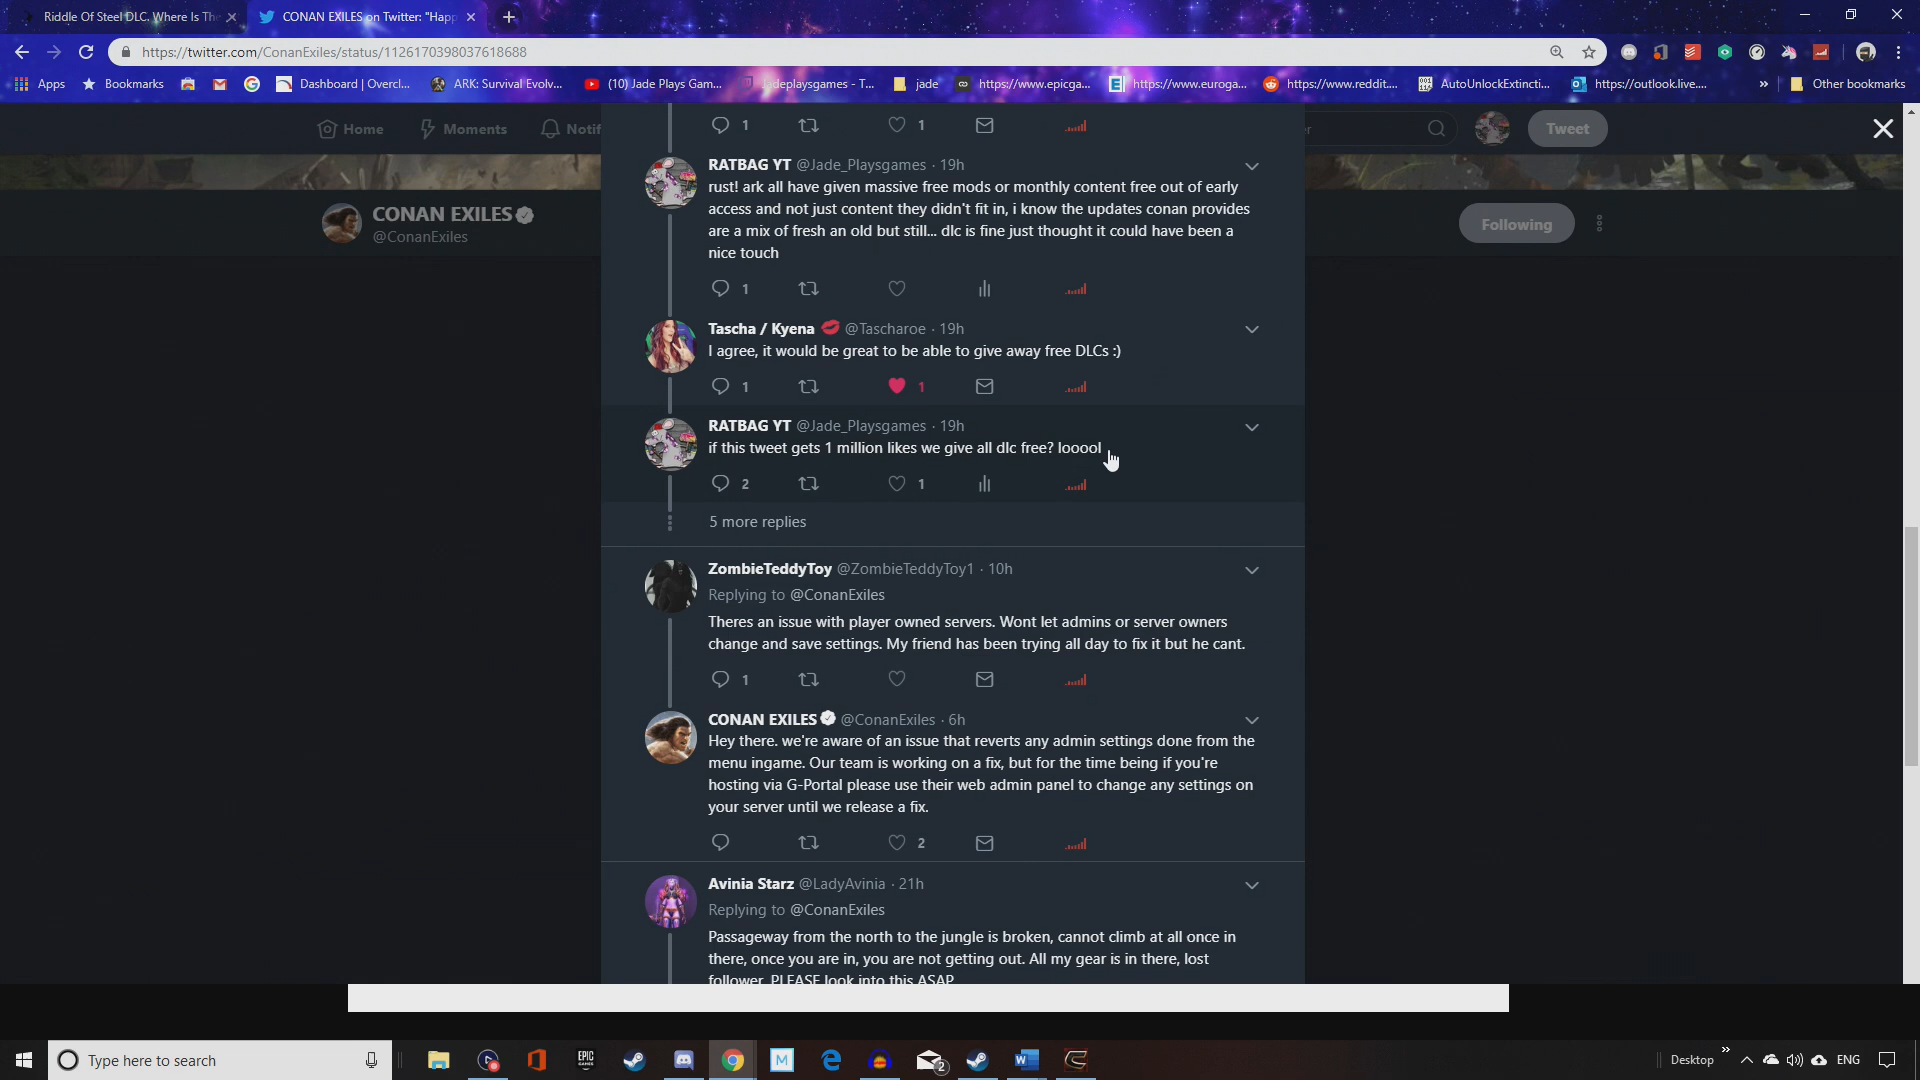 Riddle Of Steel DLC. Where Is The
CONAN EXILES on Twitter: "Happ
https://twitter.com/ConanExiles/status/1126170398037618688
Apps
Bookmarks
Dashboard | Overcl...
ARK: Survival Evolv...
(10) Jade Plays Gam...
jadeplaysgames - T...
jade
https://www.epicga...
https://www.euroga...
https://www.reddit....
AutoUnlockExtincti...
https://outlook.live....
»
Other bookmarks
Home
Moments
Notif
er
Tweet
CONAN EXILES
@ConanExiles
Following
1
1
RATBAG YT @Jade_Playsgames · 19h
rust! ark all have given massive free mods or monthly content free out of early
access and not just content they didn't fit in, i know the updates conan provides
are a mix of fresh an old but still... dlc is fine just thought it could have been a
nice touch
1
Tascha / Kyena @Tascharoe · 19h
I agree, it would be great to be able to give away free DLCs :)
1
1
RATBAG YT @Jade_Playsgames · 19h
if this tweet gets 1 million likes we give all dlc free? looool
2
1
5 more replies
ZombieTeddyToy @ZombieTeddyToy1 · 10h
Replying to @ConanExiles
Theres an issue with player owned servers. Wont let admins or server owners
change and save settings. My friend has been trying all day to fix it but he cant.
1
CONAN EXILES @ConanExiles · 6h
Hey there. we're aware of an issue that reverts any admin settings done from the
menu ingame. Our team is working on a fix, but for the time being if you're
hosting via G-Portal please use their web admin panel to change any settings on
your server until we release a fix.
2
Avinia Starz @LadyAvinia · 21h
Replying to @ConanExiles
Passageway from the north to the jungle is broken, cannot climb at all once in
there, once you are in, you are not getting out. All my gear is in there, lost
follower. PLEASE look into this ASAP
Type here to search
EPIC GAMES
M
2
Desktop
»
ENG